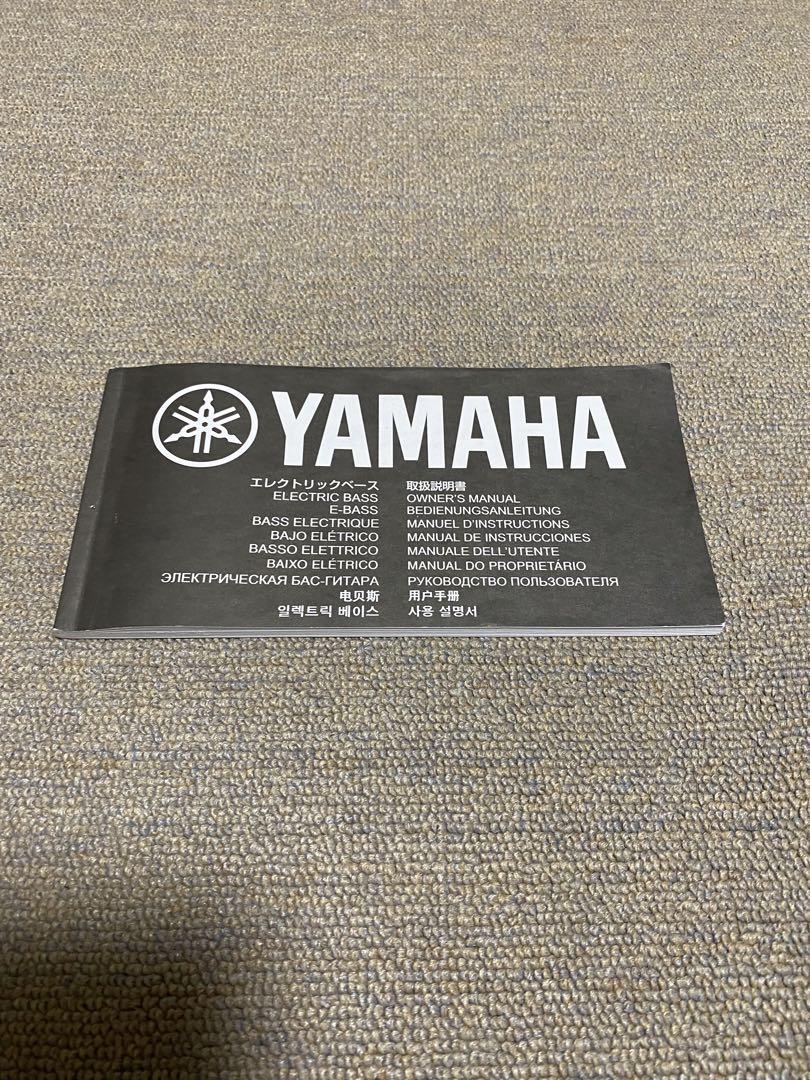 YAMAHA
エレクトリックベース 取扱説明書
ELECTRIC BASS OWNER'S MANUAL
E-BASS BEDIENUNGSANLEITUNG
BASS ELECTRIQUE MANUEL D'INSTRUCTIONS
BAJO ELÉTRICO MANUAL DE INSTRUCCIONES
BASSO ELETTRICO MANUALE DELL'UTENTE
BAIXO ELÉTRICO MANUAL DO PROPRIETÁRIO
ЭЛЕКТРИЧЕСКАЯ БАС-ГИТАРА РУКОВОДСТВО ПОЛЬЗОВАТЕЛЯ
电贝斯 用户手册
일렉트릭 베이스 사용 설명서